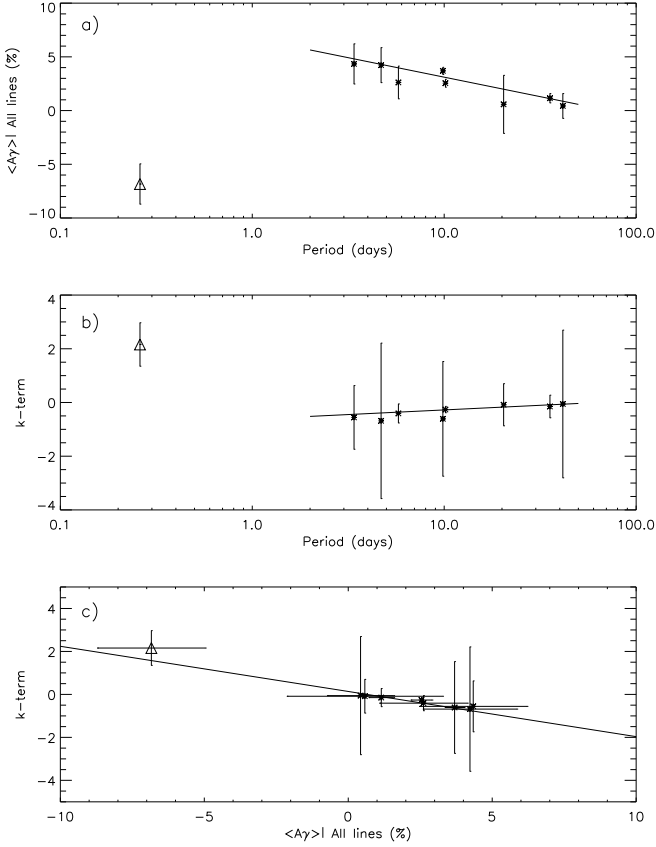 a)
10
5
0
−5
−10
<Aγ>| All lines (%)
0.1 1.0 10.0 100.0
Period (days)
b)
4
2
0
−2
−4
k−term
0.1 1.0 10.0 100.0
Period (days)
c)
4
2
0
−2
−4
k−term
−10 −5 0 5 10
<Aγ>| All lines (%)